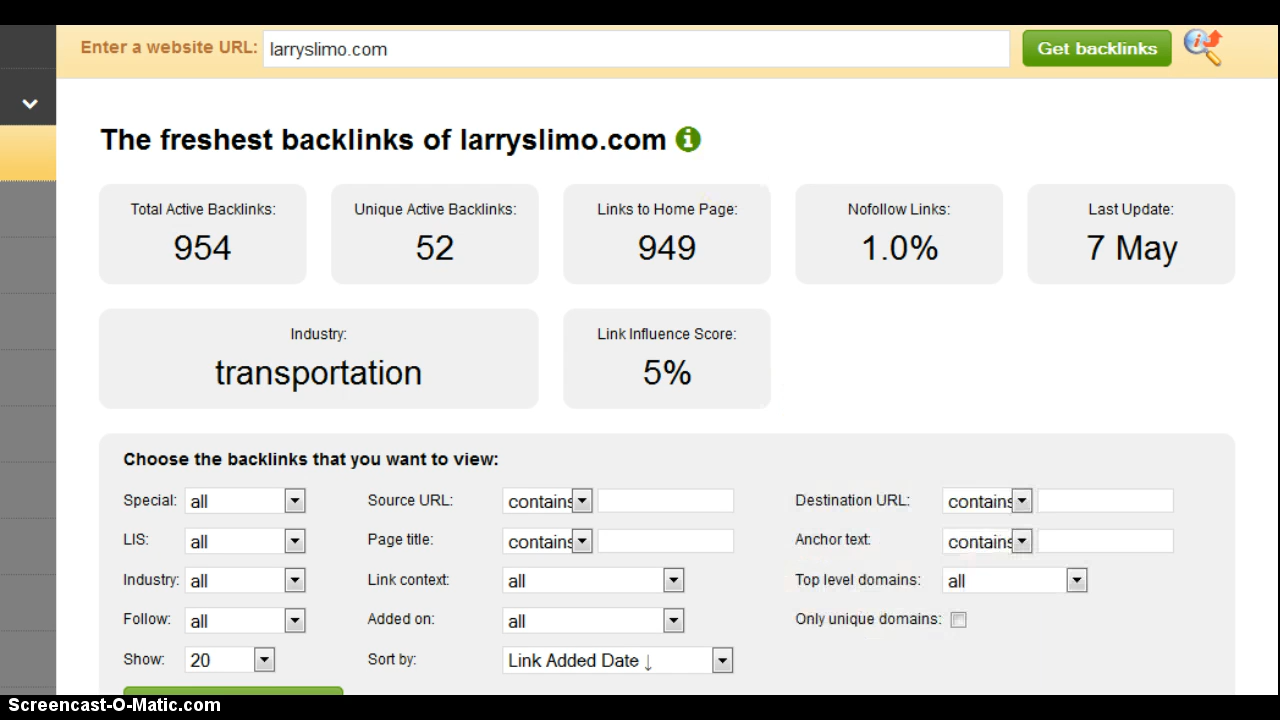 Enter a website URL: larryslimo.com Get backlinks
The freshest backlinks of larryslimo.com
Total Active Backlinks: Unique Active Backlinks: Links to Home Page: Nofollow Links: Last Update:
954 52 949 1.0% 7 May
Industry: Link Influence Score:
transportation 5%
Choose the backlinks that you want to view:
Special: all Source URL: contains Destination URL: contains
LIS: all Page title: contains Anchor text: contains
Industry: all Link context: all Top level domains: all
Follow: all Added on: all Only unique domains:
Show: 20 Sort by: Link Added Date ↓
Screencast-O-Matic.com